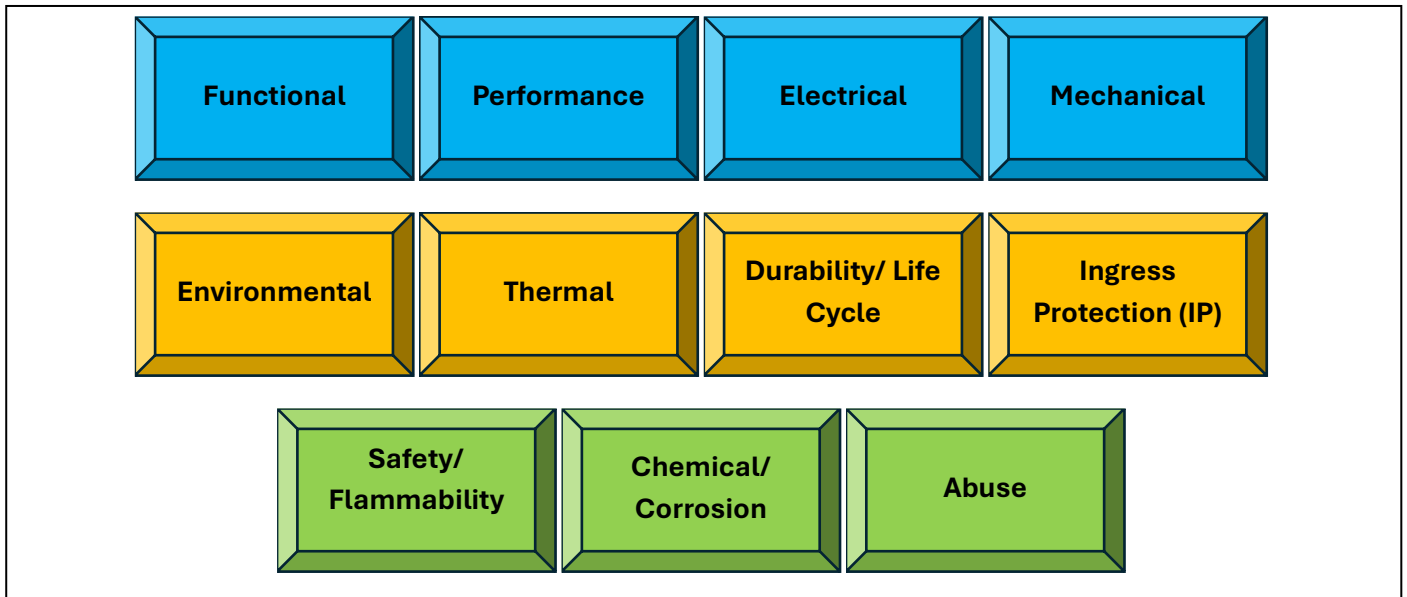 Functional
Performance
Electrical
Mechanical
Environmental
Thermal
Durability/ Life
Cycle
Ingress
Protection (IP)
Safety/
Flammability
Chemical/
Corrosion
Abuse